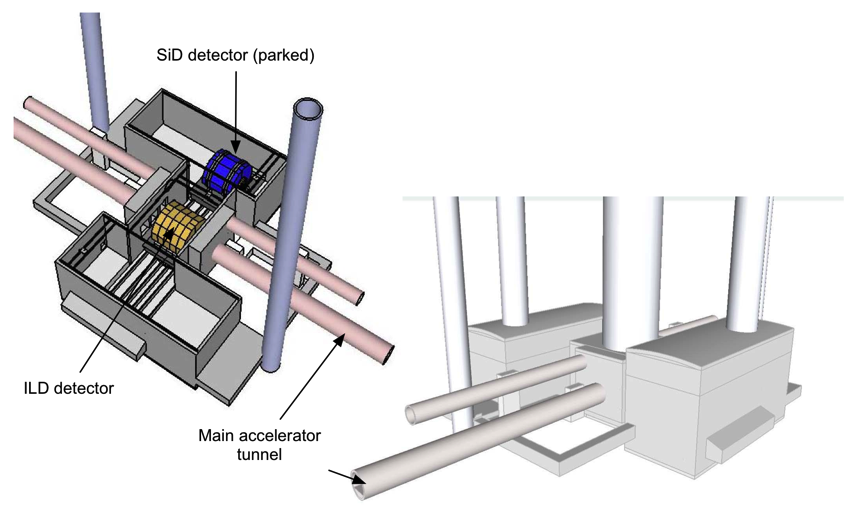 SiD detector (parked)
ILD detector
Main accelerator
tunnel